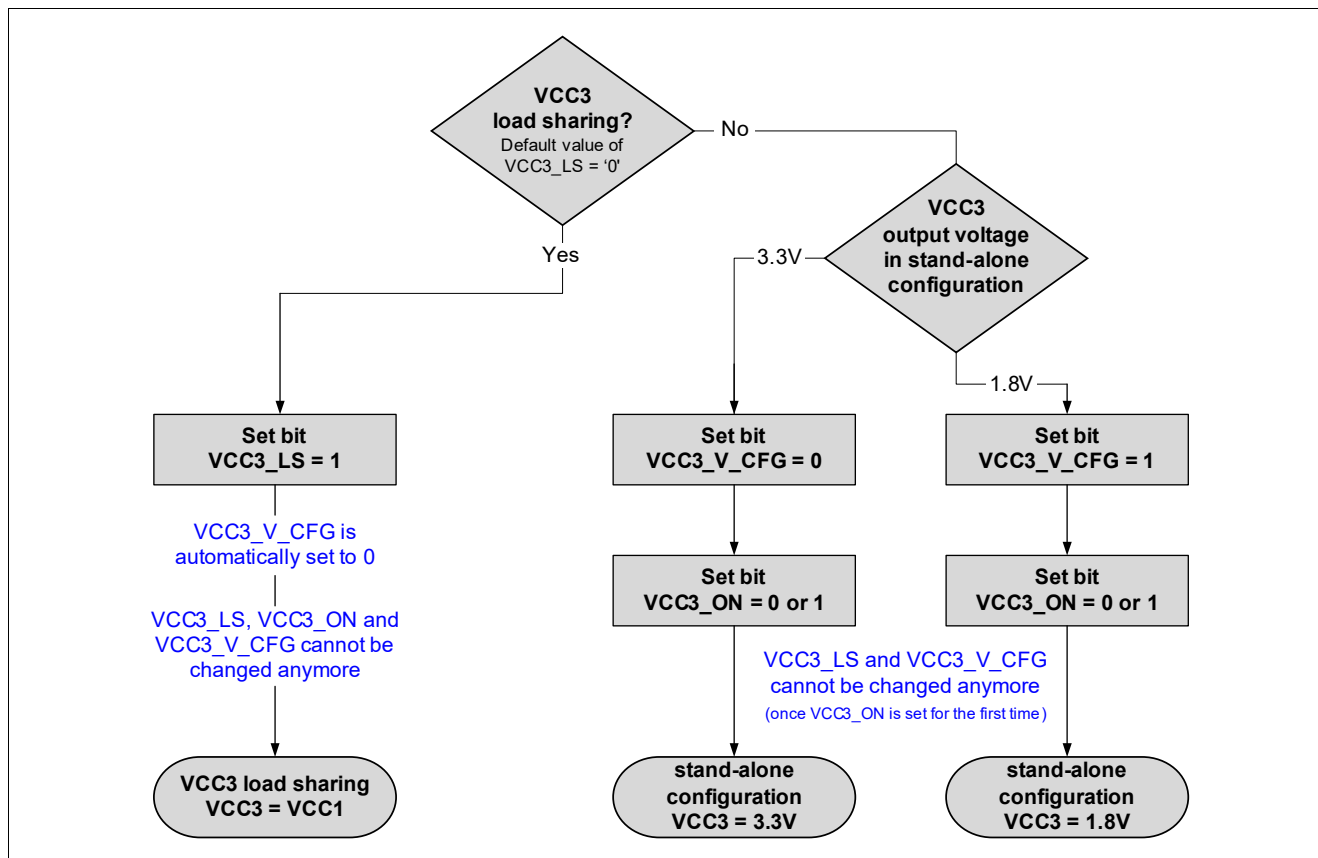 VCC3
load sharing?
Default value of
VCC3_LS = ‘0'
No
Yes
VCC3
output voltage
in stand-alone
configuration
3.3V
1.8V
Set bit
VCC3_LS = 1
VCC3_V_CFG is
automatically set to 0
VCC3_LS, VCC3_ON and
VCC3_V_CFG cannot be
changed anymore
VCC3 load sharing
VCC3 = VCC1
Set bit
VCC3_V_CFG = 0
Set bit
VCC3_ON = 0 or 1
Set bit
VCC3_V_CFG = 1
Set bit
VCC3_ON = 0 or 1
VCC3_LS and VCC3_V_CFG
cannot be changed anymore
(once VCC3_ON is set for the first time)
stand-alone
configuration
VCC3 = 3.3V
stand-alone
configuration
VCC3 = 1.8V